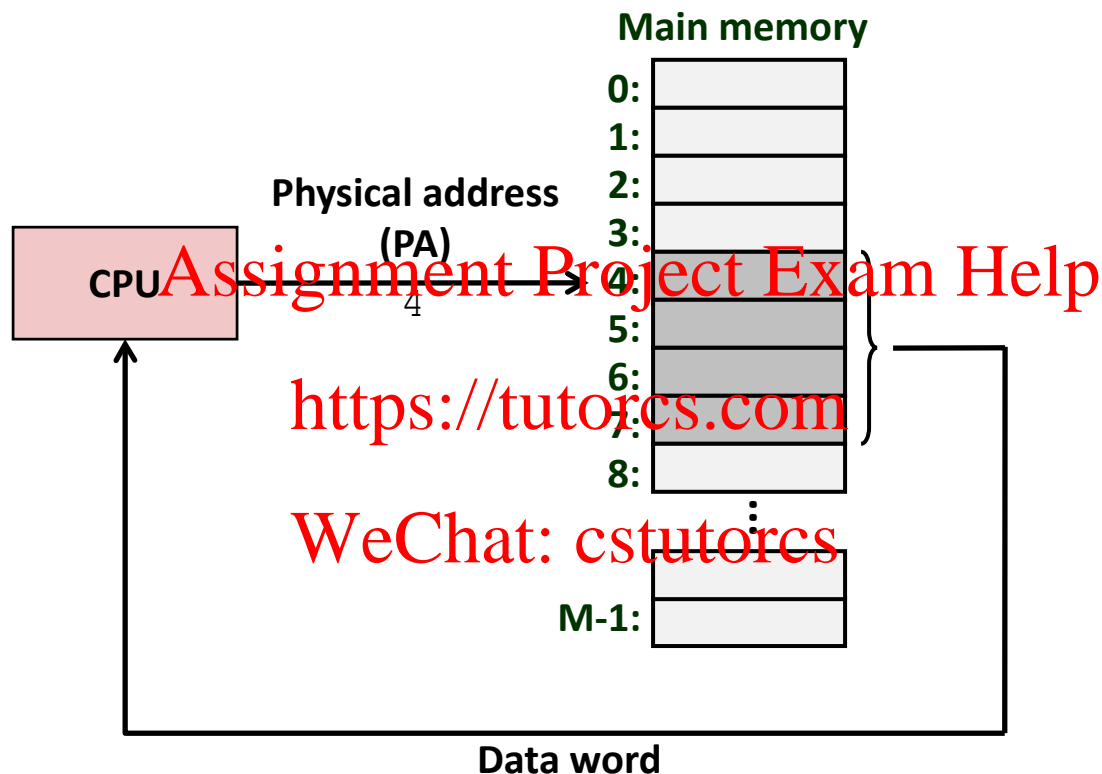 Main memory
0:
1:
2:
Physical address
(PA)
3:
CPU
4
4:
Assignment Project Exam Help
5:
6:
https://tutorcs.com
7:
8:
WeChat: cstutorcs
M-1:
Data word